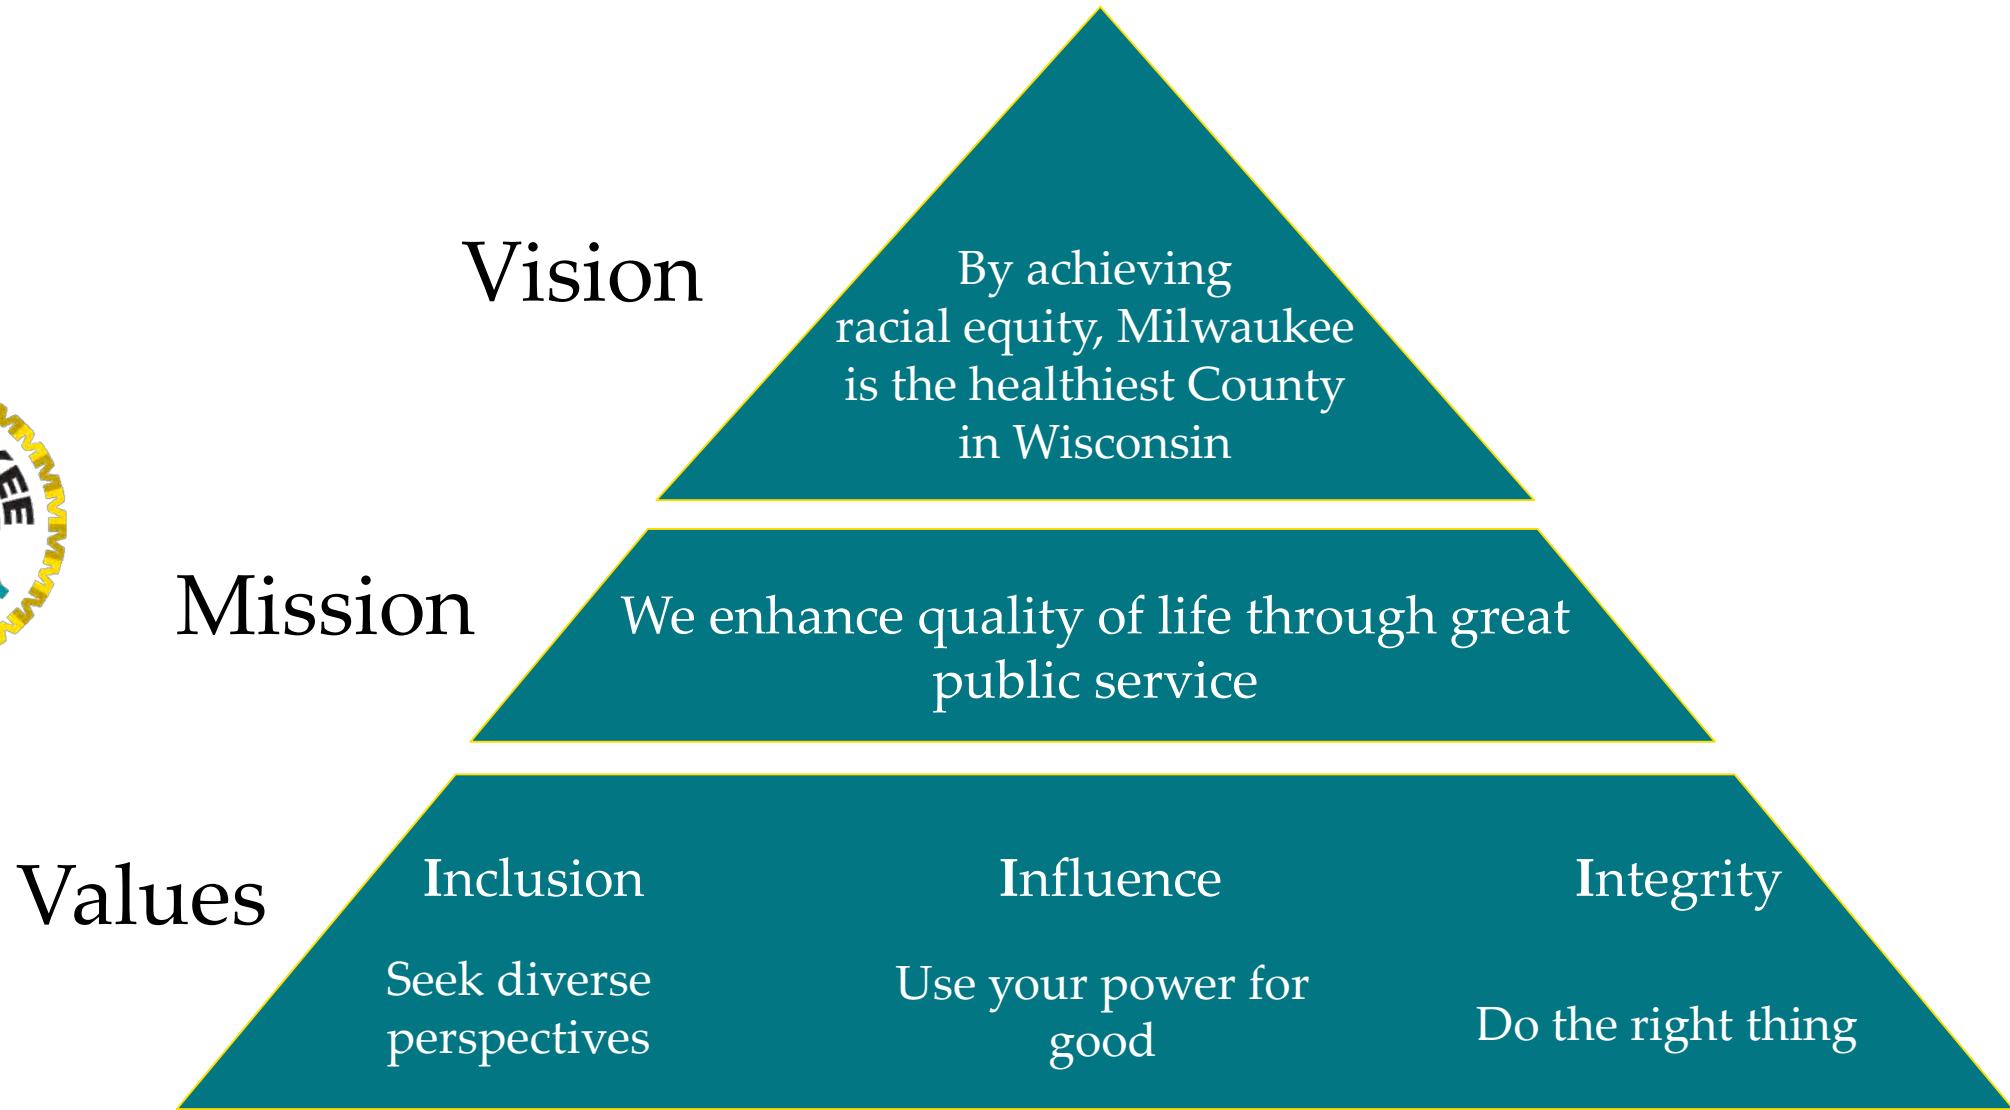 Vision
By achieving
racial equity, Milwaukee
is the healthiest County
in Wisconsin
Mission
We enhance quality of life through great
public service
Values
Inclusion
Influence
Integrity
Seek diverse
perspectives
Use your power for
good
Do the right thing